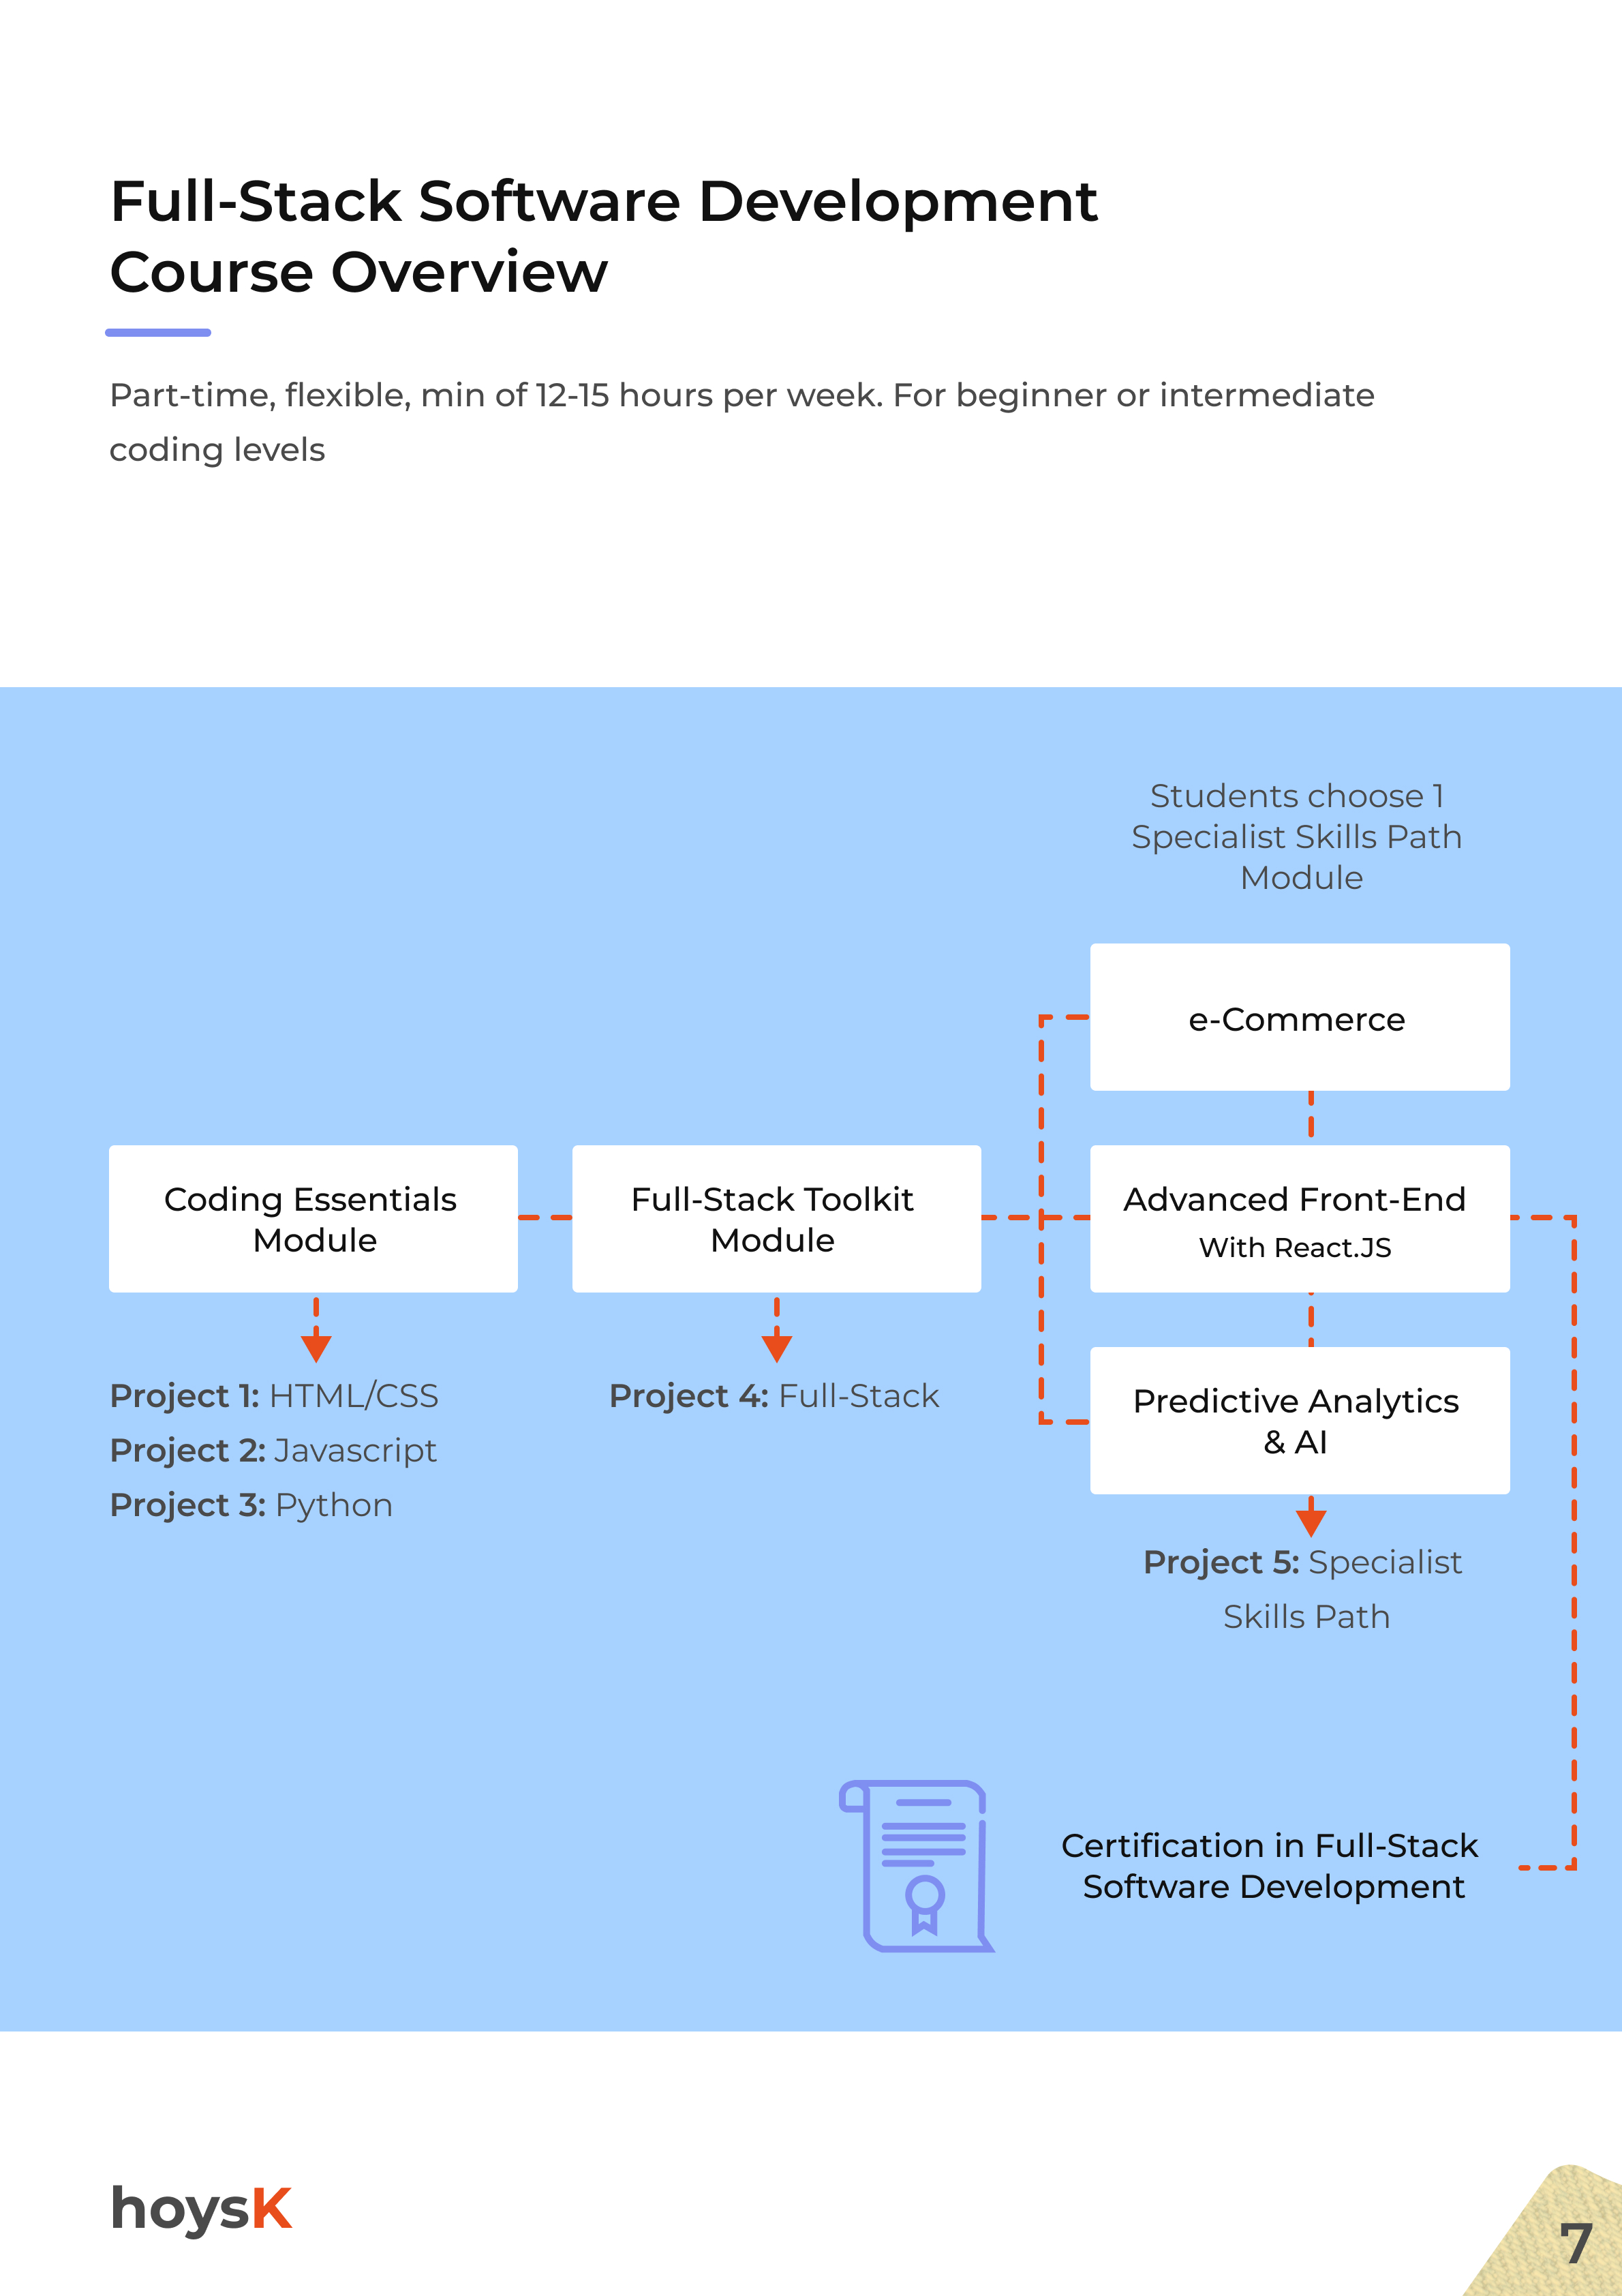 Full-Stack Software Development
Course Overview
Part-time, flexible, min of 12-15 hours per week. For beginner or intermediate
coding levels
Students choose 1
Specialist Skills Path
Module
e-Commerce
Coding Essentials
Module
Full-Stack Toolkit
Module
Advanced Front-End
With React.JS
Predictive Analytics
& AI
Project 1: HTML/CSS
Project 2: Javascript
Project 3: Python
Project 4: Full-Stack
Project 5: Specialist
Skills Path
Certification in Full-Stack
Software Development
hoysK
7